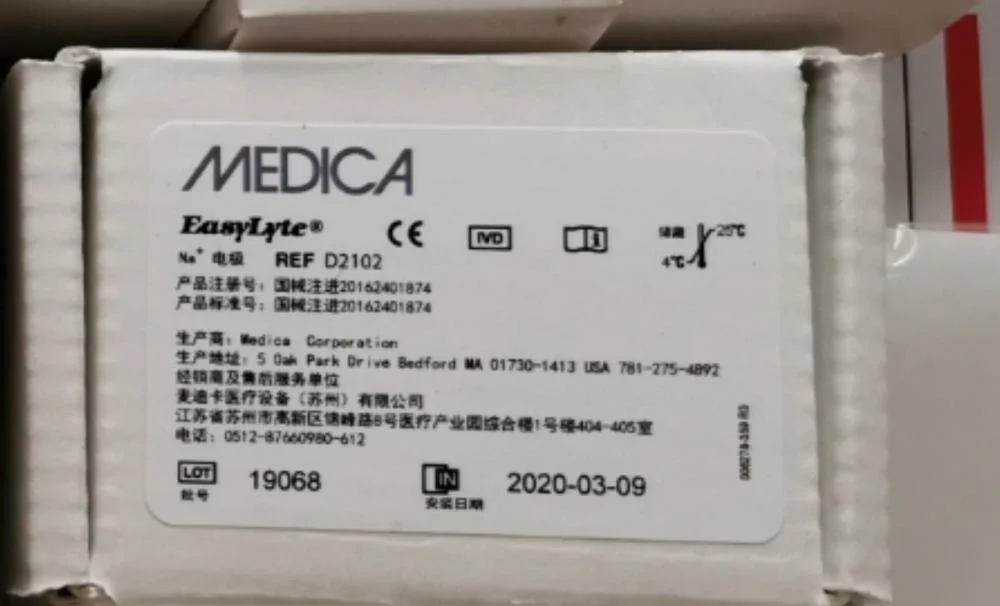 MEDICA
EasyLyte®
CE IVD i 储藏 25℃
4℃
Na⁺ 电极 REF D2102
产品注册号：国械注进20162401874
产品标准号：国械注进20162401874
生产商：Medica Corporation
生产地址：5 Oak Park Drive Bedford MA 01730-1413 USA 781-275-4892
经销商及售后服务单位
麦迪卡医疗设备（苏州）有限公司
江苏省苏州市高新区锦峰路8号医疗产业园综合楼1号楼404-405室
电话：0512-87660980-612
LOT 19068 IN 2020-03-09
批号 安装日期